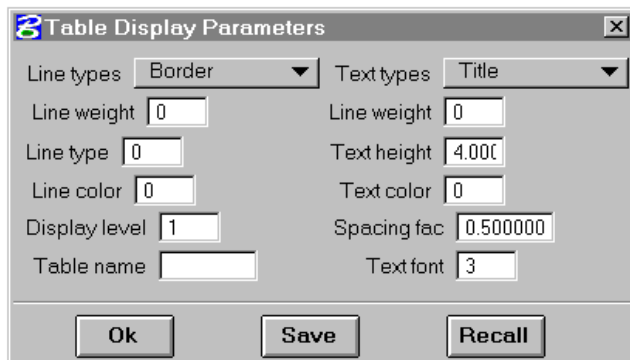 Table Display Parameters
Line types Border Text types Title
Line weight 0 Line weight 0
Line type 0 Text height 4.000
Line color 0 Text color 0
Display level 1 Spacing fac 0.500000
Table name Text font 3
Ok Save Recall